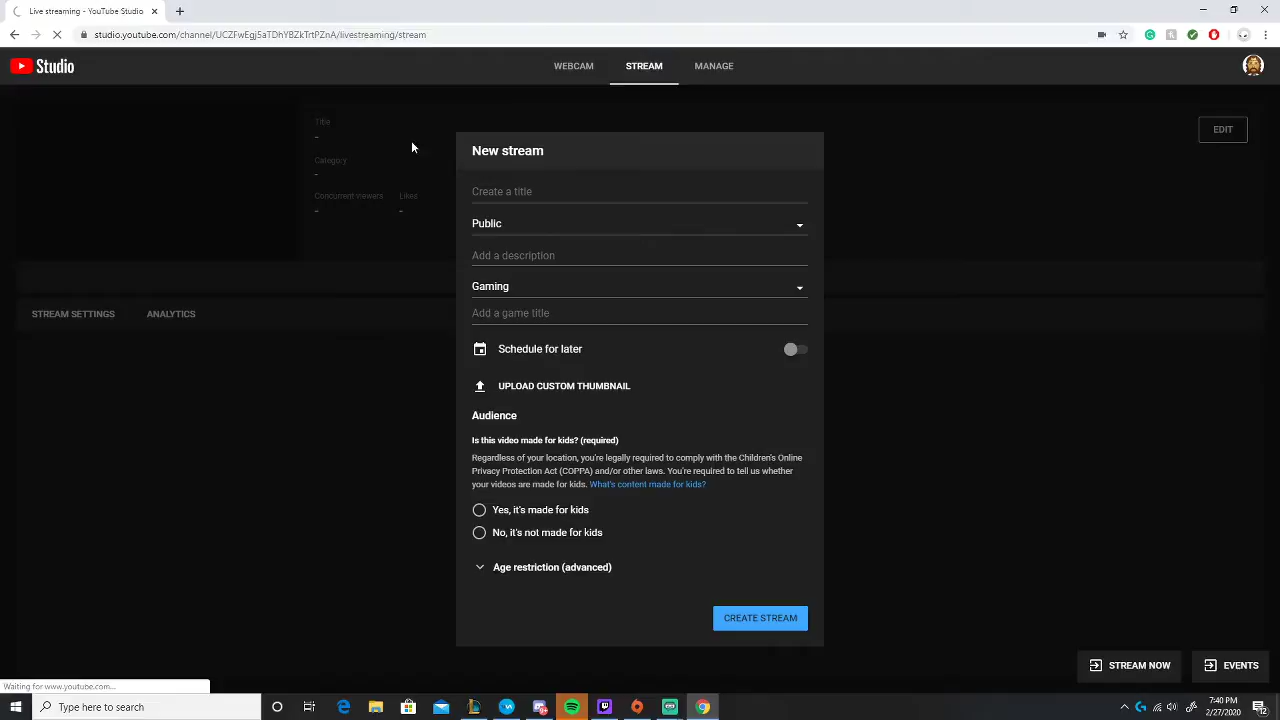 Live streaming - YouTube Studio
studio.youtube.com/channel/UCZFwEgj5aTDhYBZkTrtPZnA/livestreaming/stream
Studio
WEBCAM
STREAM
MANAGE
Title
-
EDIT
Category
-
Concurrent viewers
Likes
-
-
New stream
Create a title
Public
Add a description
Gaming
Add a game title
STREAM SETTINGS
ANALYTICS
Schedule for later
UPLOAD CUSTOM THUMBNAIL
Audience
Is this video made for kids? (required)
Regardless of your location, you're legally required to comply with the Children's Online
Privacy Protection Act (COPPA) and/or other laws. You're required to tell us whether
your videos are made for kids. What's content made for kids?
Yes, it's made for kids
No, it's not made for kids
Age restriction (advanced)
CREATE STREAM
STREAM NOW
EVENTS
Waiting for www.youtube.com...
Type here to search
7:40 PM
2/27/2020